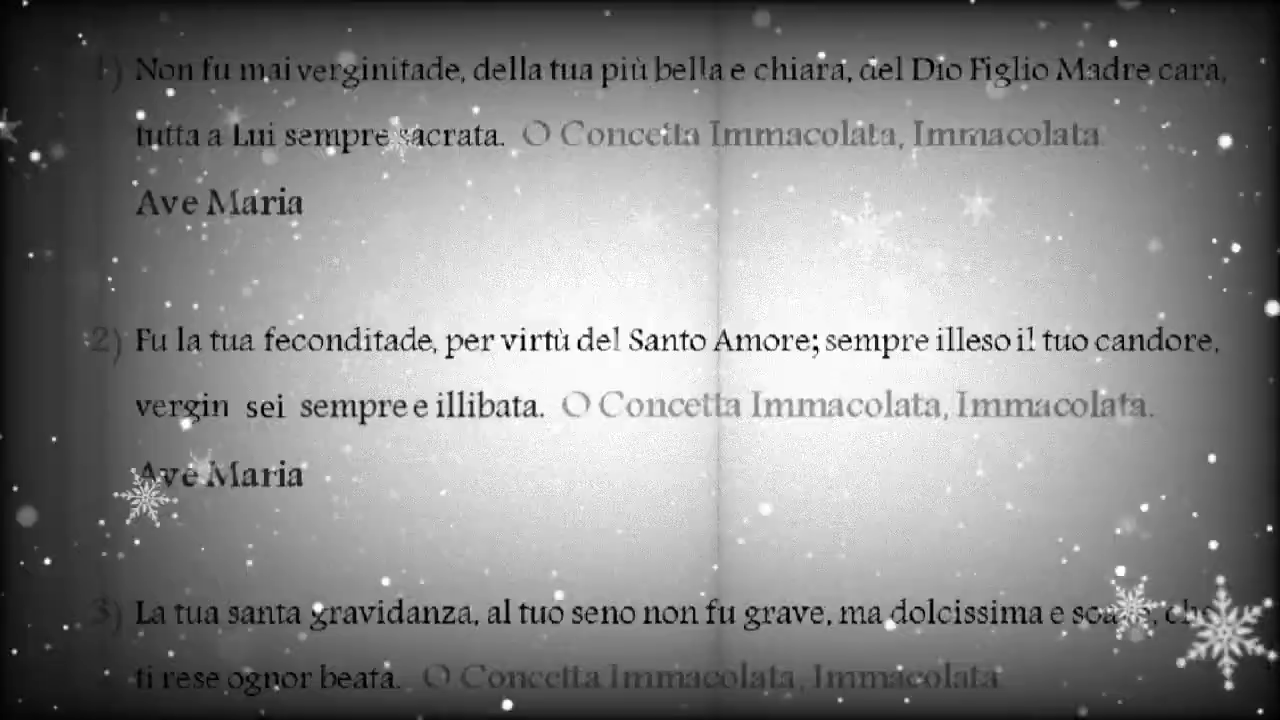 1) Non fu mai verginitade, della tua più bella e chiara, del Dio Figlio Madre cara,
tutta a Lui sempre sacrata. O Concetta Immacolata, Immacolata
Ave Maria
2) Fu la tua feconditade, per virtù del Santo Amore; sempre illeso il tuo candore,
vergin sei sempre e illibata. O Concetta Immacolata, Immacolata.
Ave Maria
3) La tua santa gravidanza, al tuo seno non fu grave, ma dolcissima e soave, che
ti rese ognor beata. O Concetta Immacolata, Immacolata